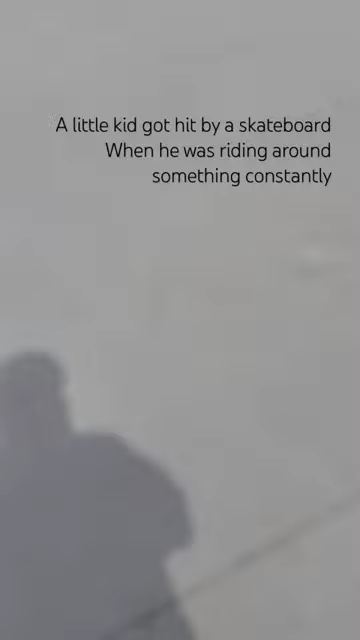 A little kid got hit by a skateboard
When he was riding around
something constantly